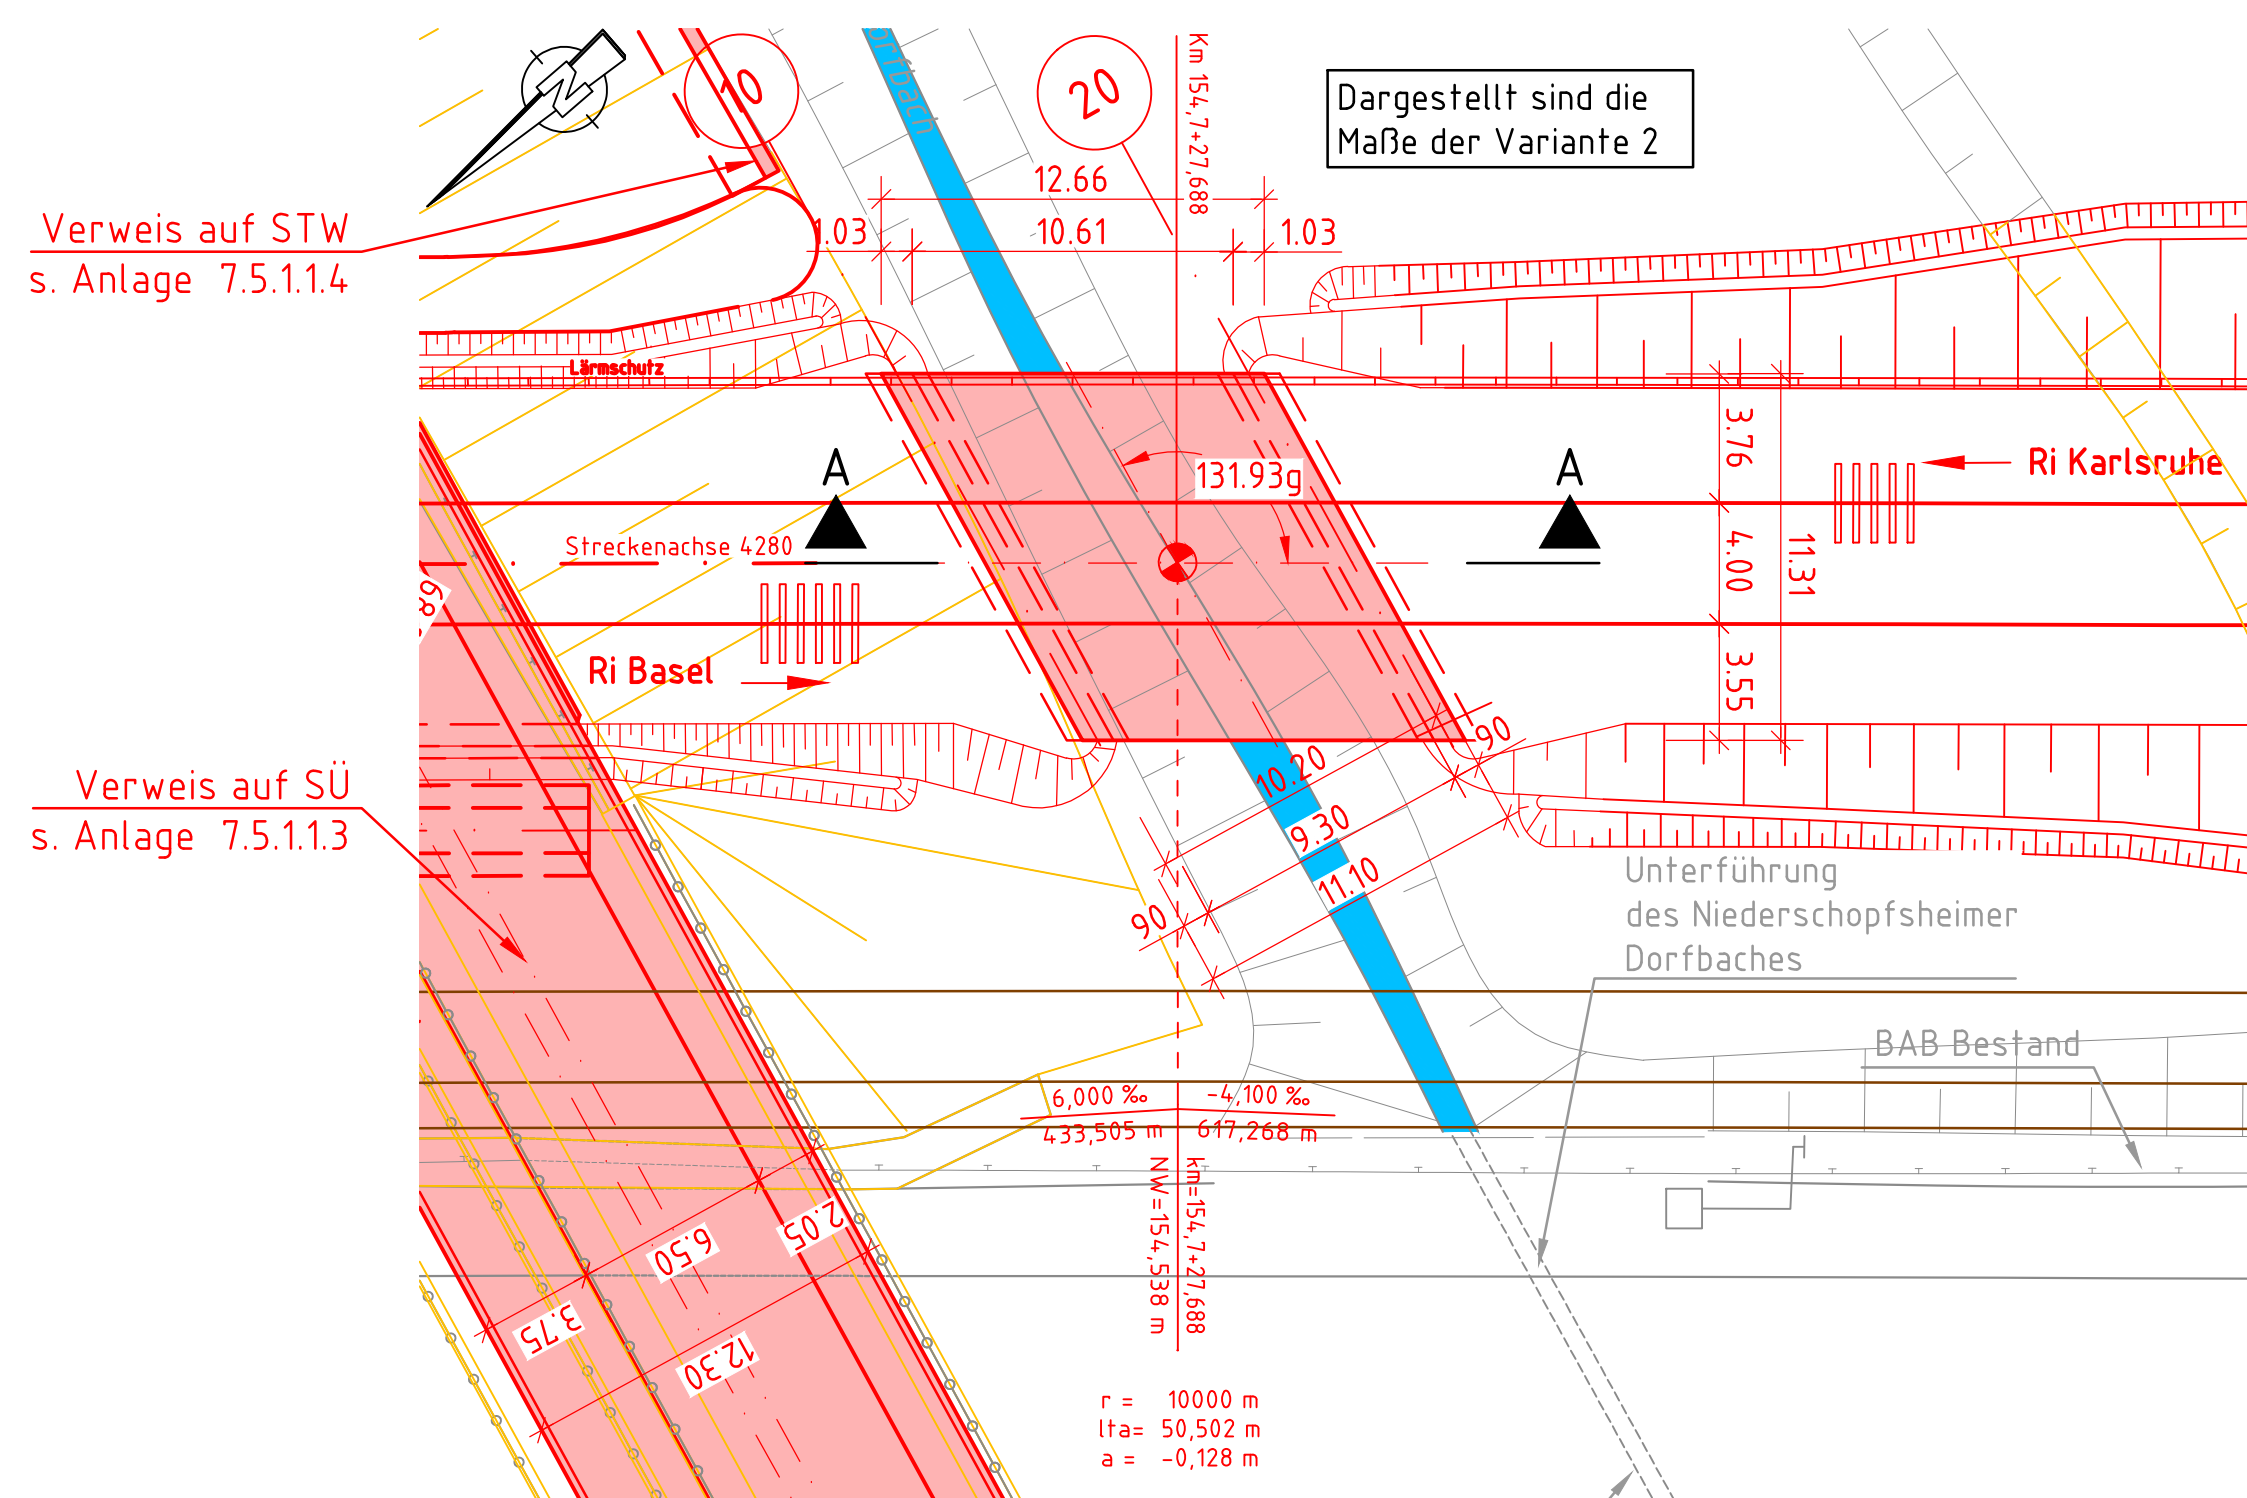 N
10
orfbach
20
Km 154,7+27,688
Dargestellt sind die
Maße der Variante 2
12.66
1.03
10.61
1.03
Verweis auf STW
s. Anlage 7.5.1.1.4
Lärmschutz
3.76
A
131.93g
A
Ri Karlsruhe
Streckenachse 4280
4.00
11.31
89
Ri Basel
3.55
90
10.20
Verweis auf SÜ
s. Anlage 7.5.1.1.3
9.30
11.10
90
Unterführung
des Niederschopfsheimer
Dorfbaches
BAB Bestand
6,000 ‰
-4,100 ‰
433,505 m
617,268 m
NW=154,538 m
km=154,7+27,688
2.05
6.50
3.75
12.30
r = 10000 m
lta= 50,502 m
a = -0,128 m